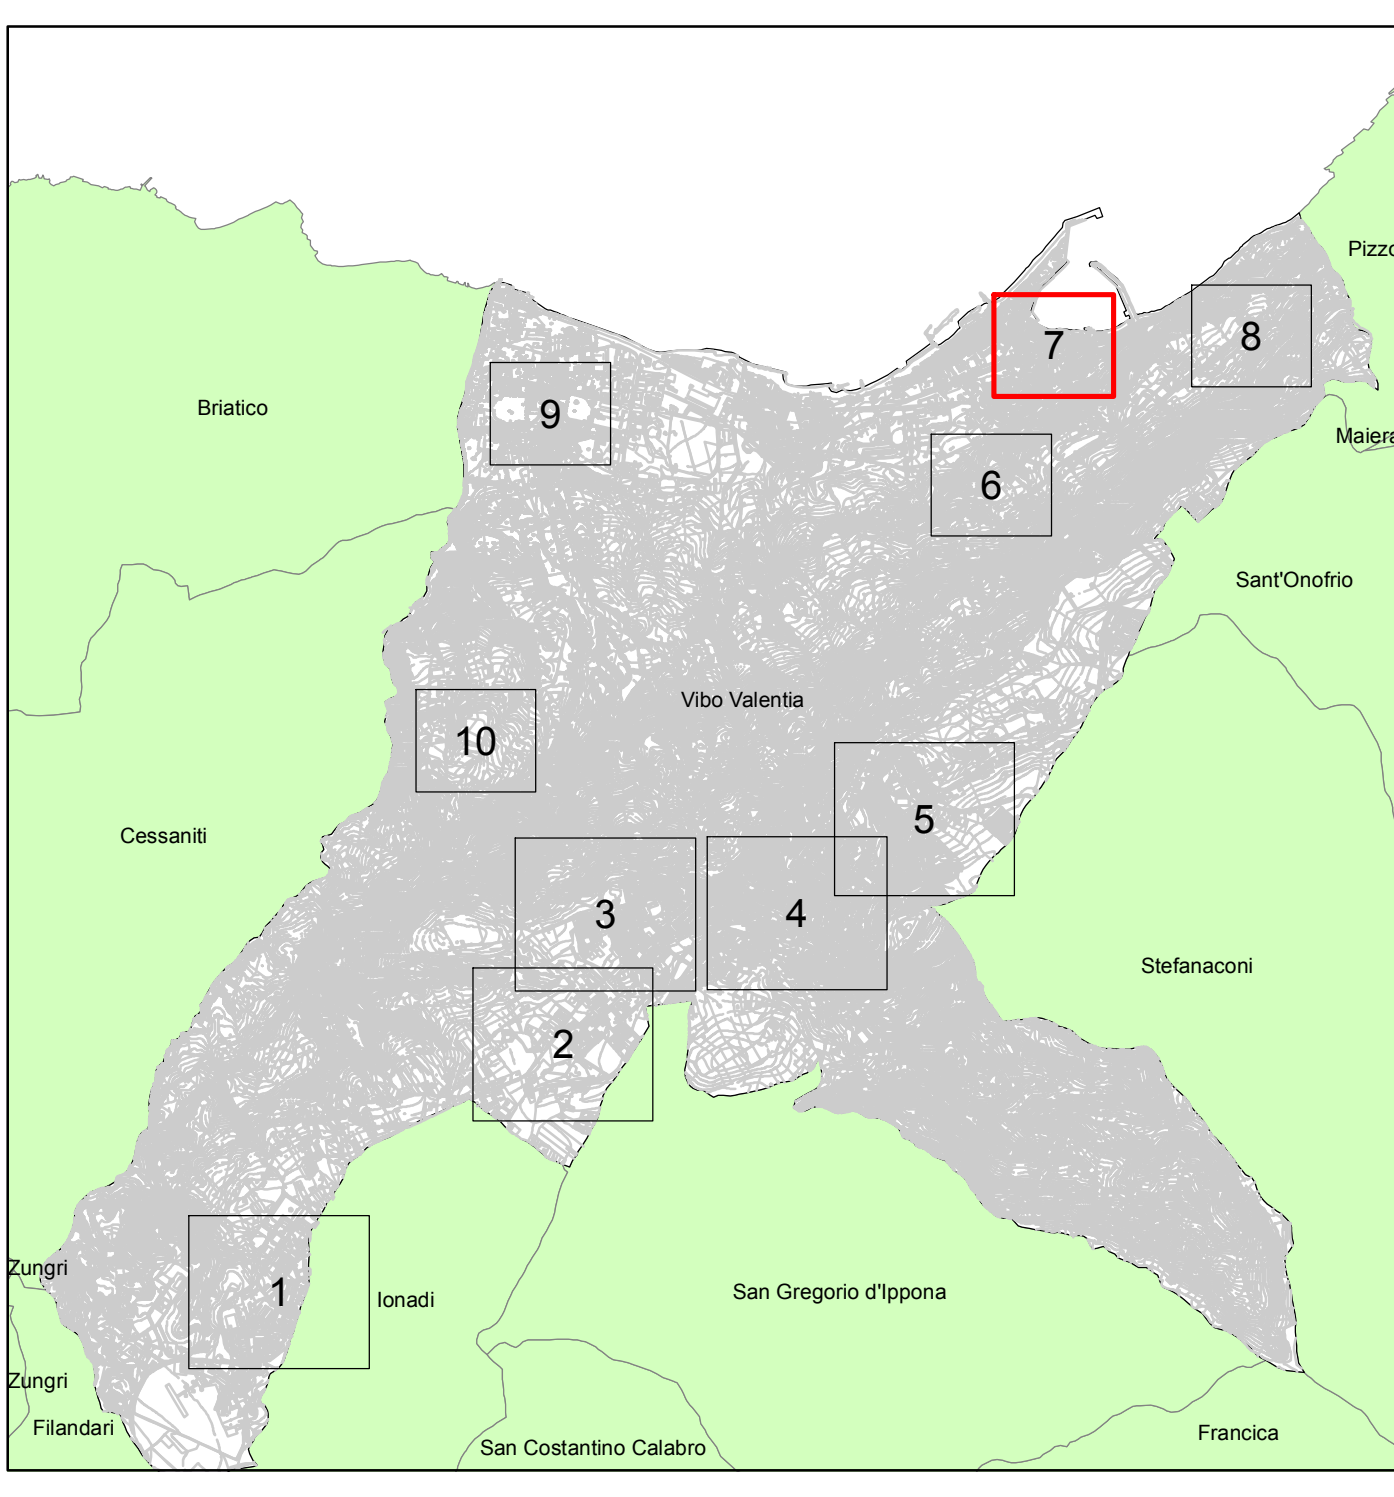 Pizzo
7
8
Briatico
9
Maiera
6
Sant'Onofrio
Vibo Valentia
10
5
Cessaniti
3
4
Stefanaconi
2
Zungri
1
Ionadi
San Gregorio d'Ippona
Zungri
Filandari
San Costantino Calabro
Francica